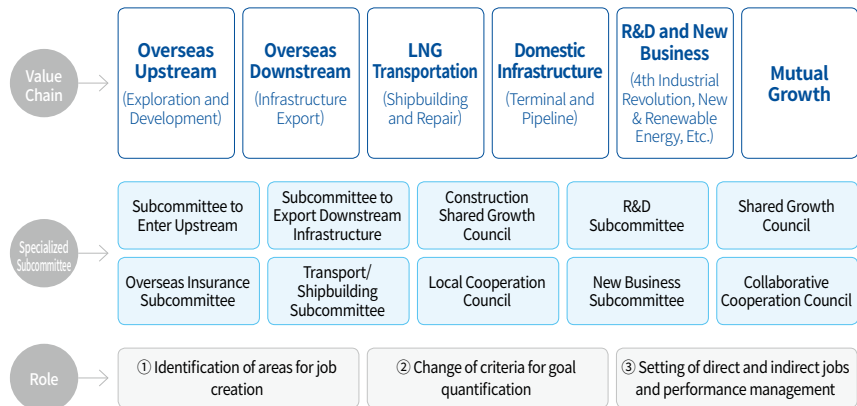 Value
Chain
Overseas
Upstream
(Exploration and
Development)
Overseas
Downstream
(Infrastructure
Export)
LNG
Transportation
(Shipbuilding
and Repair)
Domestic
Infrastructure
(Terminal and
Pipeline)
R&D and New
Business
(4th Industrial
Revolution, New
& Renewable
Energy, Etc.)
Mutual
Growth
Specialized
Subcommittee
Subcommittee to
Enter Upstream
Subcommittee to
Export Downstream
Infrastructure
Construction
Shared Growth
Council
R&D
Subcommittee
Shared Growth
Council
Overseas Insurance
Subcommittee
Transport/
Shipbuilding
Subcommittee
Local Cooperation
Council
New Business
Subcommittee
Collaborative
Cooperation Council
Role
① Identification of areas for job
creation
② Change of criteria for goal
quantification
③ Setting of direct and indirect jobs
and performance management